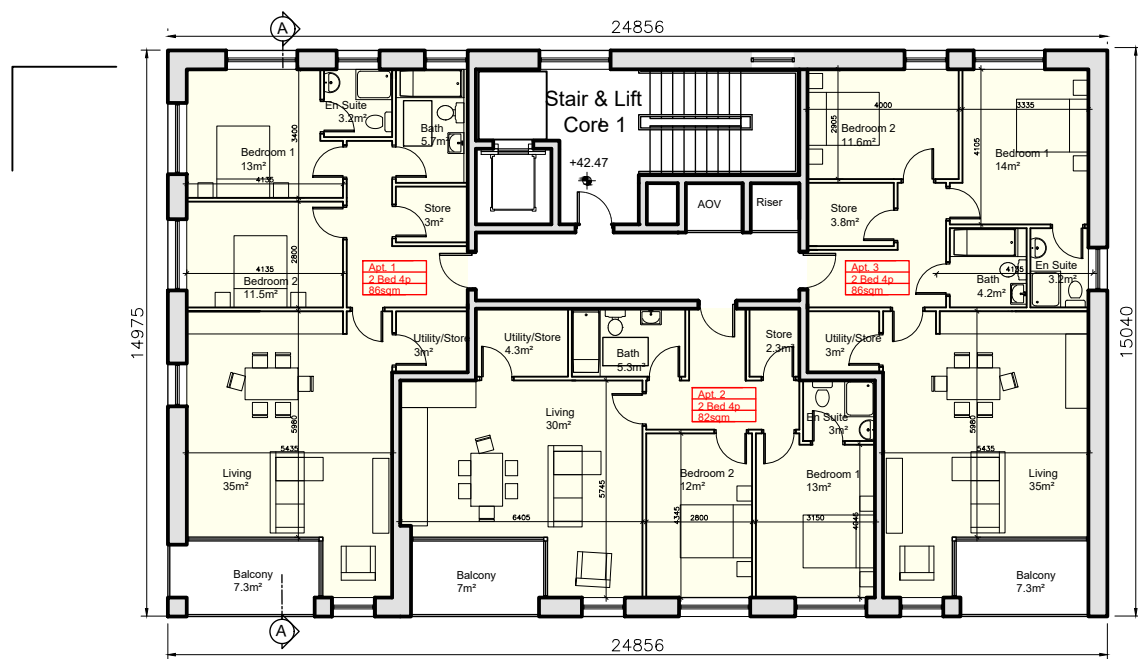 A
24856
14975
15040
Stair & Lift
Core 1
+42.47
AOV
Riser
En Suite
3.2m²
Bath
5.7m²
3400
Bedroom 1
13m²
4135
Store
3m²
2800
4135
Bedroom 2
11.5m²
Apt. 1
2 Bed 4p
86sqm
Utility/Store
3m²
5980
5435
Living
35m²
Balcony
7.3m²
Utility/Store
4.3m²
Bath
5.3m²
Store
2.3m²
Apt. 2
2 Bed 4p
82sqm
Living
30m²
5745
6405
Bedroom 2
12m²
4345
2800
En Suite
3m²
Bedroom 1
13m²
3150
4045
Balcony
7m²
4000
2905
Bedroom 2
11.6m²
3335
4105
Bedroom 1
14m²
Store
3.8m²
Apt. 3
2 Bed 4p
86sqm
Bath
4.2m²
4135
En Suite
3.2m²
Utility/Store
3m²
5980
5435
Living
35m²
Balcony
7.3m²
A
24856